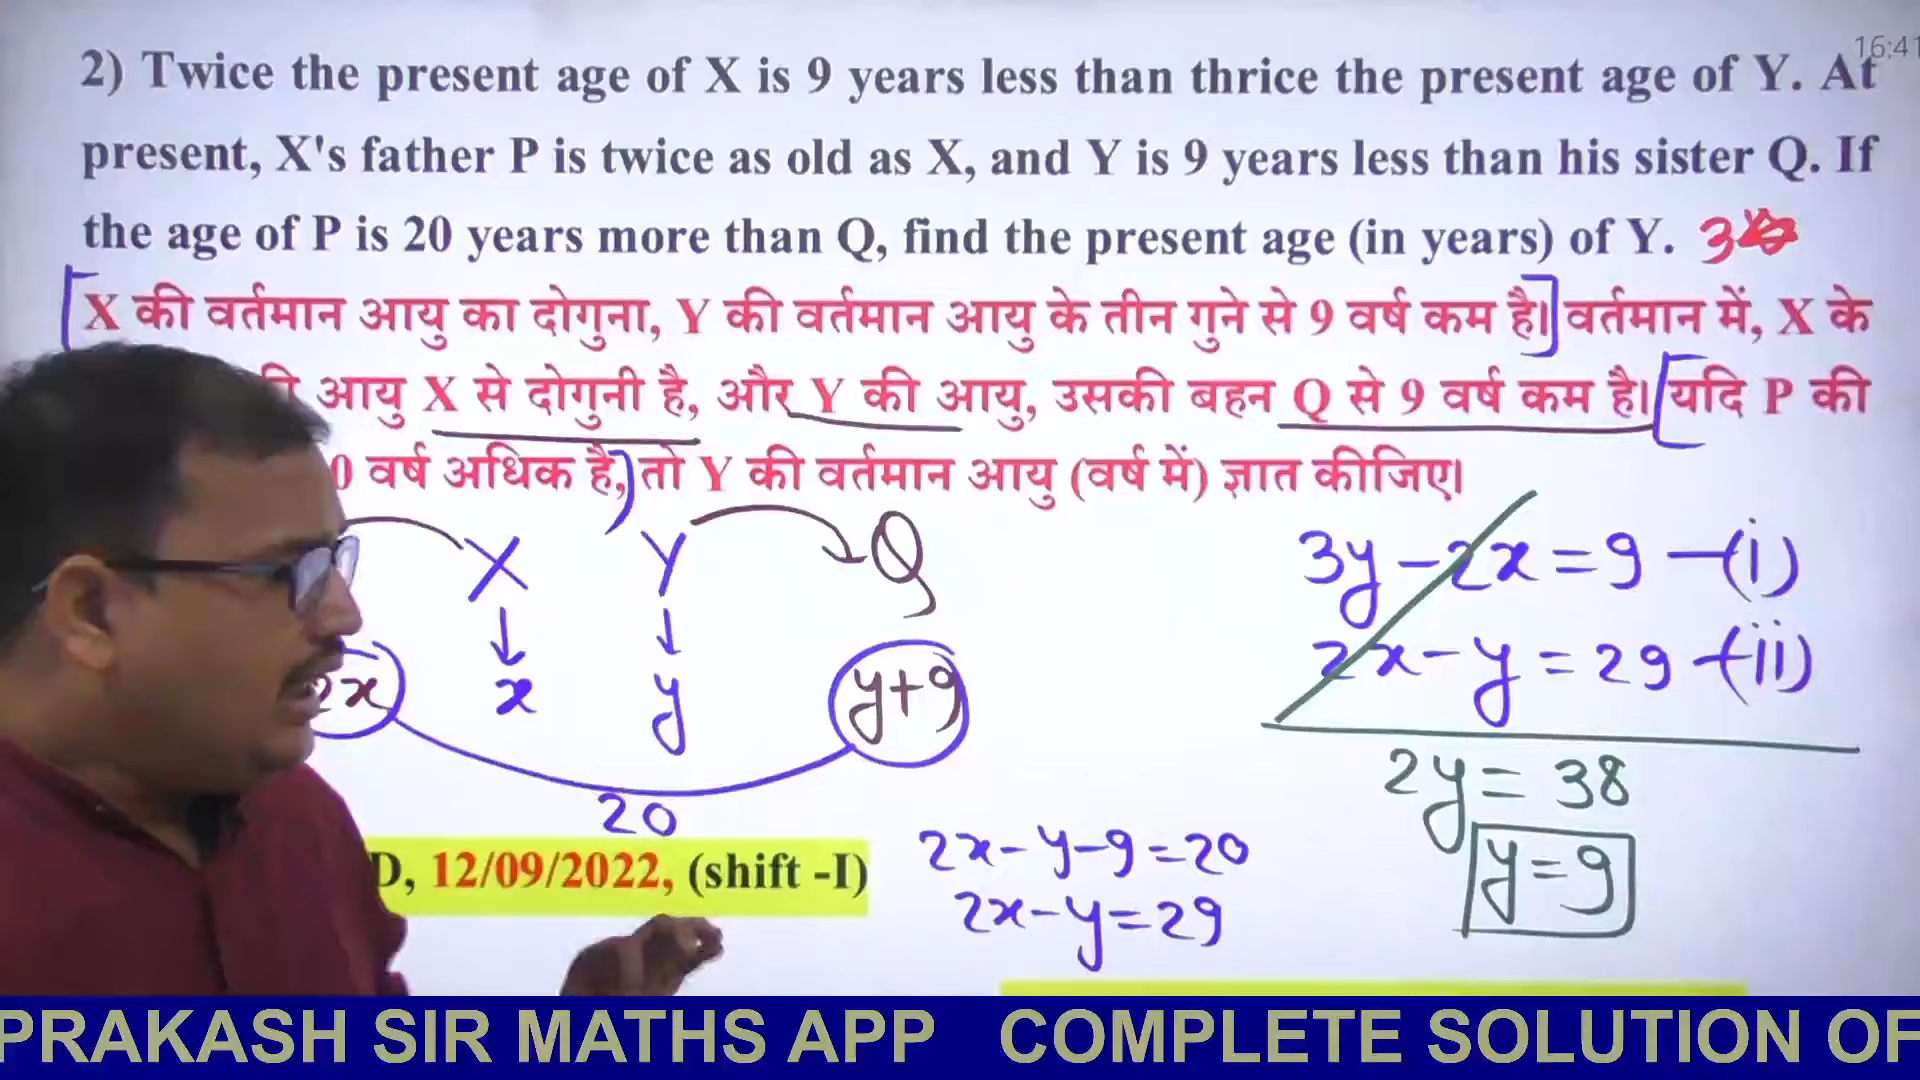 16:41
2) Twice the present age of X is 9 years less than thrice the present age of Y. At
present, X's father P is twice as old as X, and Y is 9 years less than his sister Q. If
the age of P is 20 years more than Q, find the present age (in years) of Y. 3
X की वर्तमान आयु का दोगुना, Y की वर्तमान आयु के तीन गुने से 9 वर्ष कम है। वर्तमान में, X के
आयु X से दोगुनी है, और Y की आयु, उसकी बहन Q से 9 वर्ष कम है। यदि P की
0 वर्ष अधिक है, तो Y की वर्तमान आयु (वर्ष में) ज्ञात कीजिए।
X Y Q
2x x y y+9
20
3y-2x=9-(i)
2x-y=29-(ii)
2y=38
y=9
D, 12/09/2022, (shift -I)
2x-y-9=20
2x-y=29
PRAKASH SIR MATHS APP COMPLETE SOLUTION OF